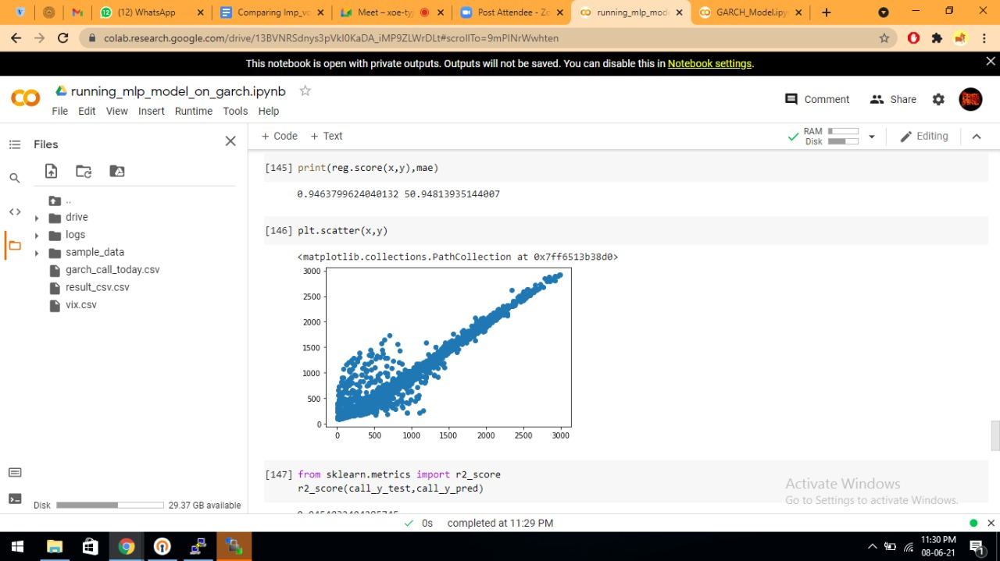 (12) WhatsApp
Comparing Imp_vo
Meet – xoe-ty
Post Attendee - Zo
running_mlp_mode
GARCH_Model.ipy
colab.research.google.com/drive/13BVNRSdnys3pVkI0KaDA_iMP9ZLWrDLt#scrollTo=9mPINrWwhten
This notebook is open with private outputs. Outputs will not be saved. You can disable this in Notebook settings.
CO
running_mlp_model_on_garch.ipynb
File Edit View Insert Runtime Tools Help
Comment
Share
Files
+ Code + Text
RAM
Disk
Editing
..
drive
logs
sample_data
garch_call_today.csv
result_csv.csv
vix.csv
[145] print(reg.score(x,y),mae)
0.9463799624040132 50.94813935144007
[146] plt.scatter(x,y)
<matplotlib.collections.PathCollection at 0x7ff6513b38d0>
3000
2500
2000
1500
1000
500
0
0 500 1000 1500 2000 2500 3000
[147] from sklearn.metrics import r2_score
r2_score(call_y_test,call_y_pred)
Activate Windows
Go to Settings to activate Windows.
Disk
29.37 GB available
0s completed at 11:29 PM
11:30 PM
08-06-21
1